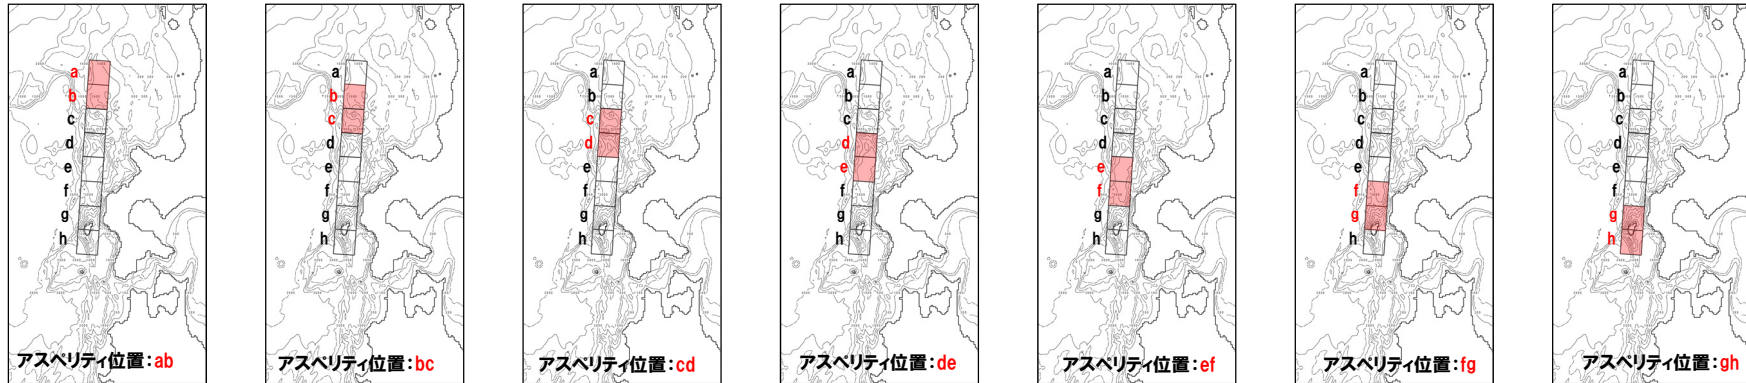 a
b
c
d
e
f
g
h
アスペリティ位置:ab
a
b
c
d
e
f
g
h
アスペリティ位置:bc
a
b
c
d
e
f
g
h
アスペリティ位置:cd
a
b
c
d
e
f
g
h
アスペリティ位置:de
a
b
c
d
e
f
g
h
アスペリティ位置:ef
a
b
c
d
e
f
g
h
アスペリティ位置:fg
a
b
c
d
e
f
g
h
アスペリティ位置:gh